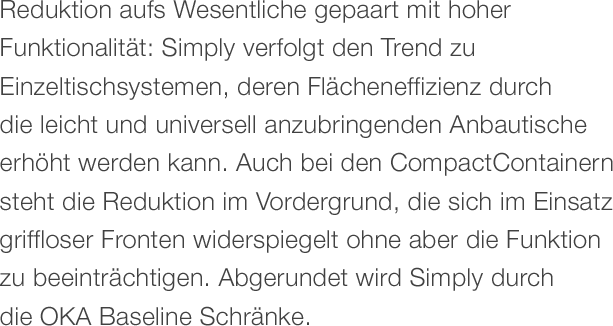 Reduktion aufs Wesentliche gepaart mit hoher
Funktionalität: Simply verfolgt den Trend zu
Einzeltischsystemen, deren Flächeneffizienz durch
die leicht und universell anzubringenden Anbautische
erhöht werden kann. Auch bei den CompactContainern
steht die Reduktion im Vordergrund, die sich im Einsatz
griffloser Fronten widerspiegelt ohne aber die Funktion
zu beeinträchtigen. Abgerundet wird Simply durch
die OKA Baseline Schränke.